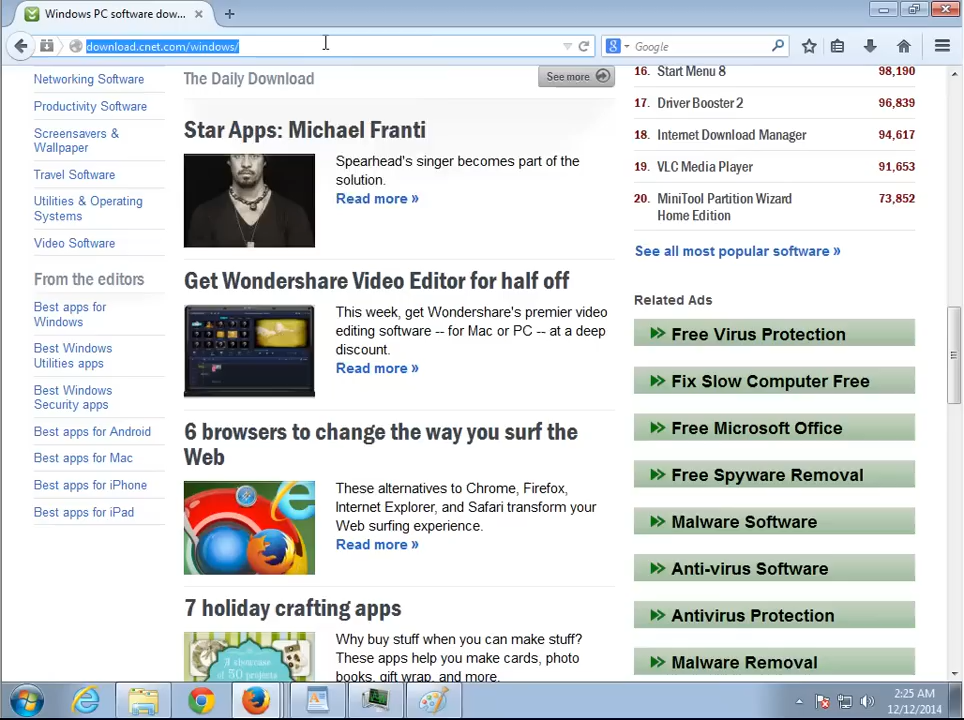 Windows PC software dow...
download.cnet.com/windows/
Google
Networking Software
Productivity Software
Screensavers &
Wallpaper
Travel Software
Utilities & Operating
Systems
Video Software
From the editors
Best apps for
Windows
Best Windows
Utilities apps
Best Windows
Security apps
Best apps for Android
Best apps for Mac
Best apps for iPhone
Best apps for iPad
The Daily Download
See more
Star Apps: Michael Franti
Spearhead's singer becomes part of the
solution.
Read more »
Get Wondershare Video Editor for half off
This week, get Wondershare's premier video
editing software -- for Mac or PC -- at a deep
discount.
Read more »
6 browsers to change the way you surf the
Web
These alternatives to Chrome, Firefox,
Internet Explorer, and Safari transform your
Web surfing experience.
Read more »
7 holiday crafting apps
A showcase
of 50 projects
Why buy stuff when you can make stuff?
These apps help you make cards, photo
books, gift wrap, and more.
16. Start Menu 8 98,190
17. Driver Booster 2 96,839
18. Internet Download Manager 94,617
19. VLC Media Player 91,653
20. MiniTool Partition Wizard 73,852
Home Edition
See all most popular software »
Related Ads
Free Virus Protection
Fix Slow Computer Free
Free Microsoft Office
Free Spyware Removal
Malware Software
Anti-virus Software
Antivirus Protection
Malware Removal
2:25 AM
12/12/2014